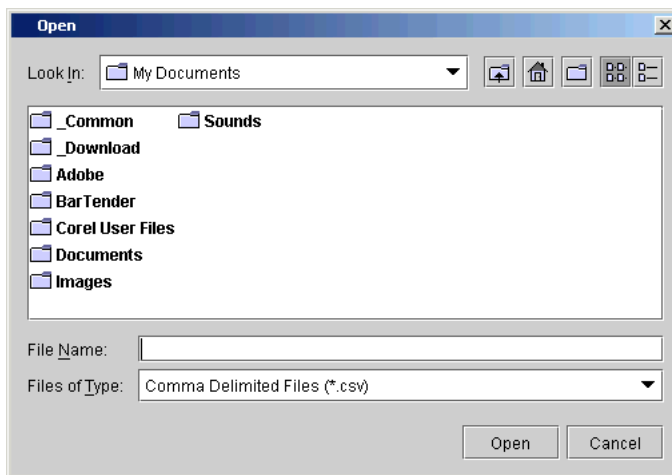 Open
Look In: My Documents
_Common
_Download
Adobe
BarTender
Corel User Files
Documents
Images
Sounds
File Name:
Files of Type: Comma Delimited Files (*.csv)
Open Cancel